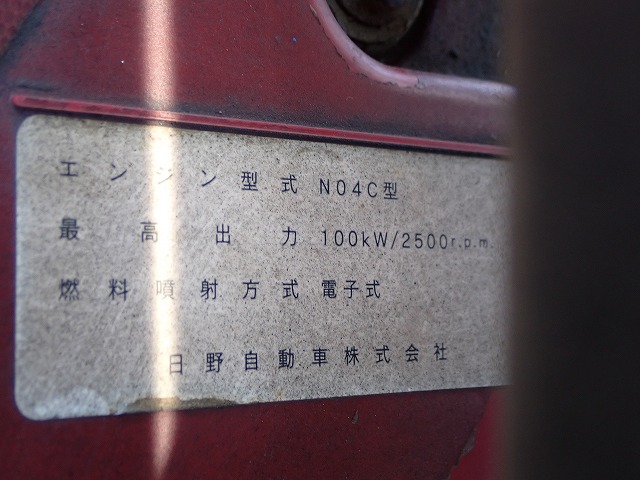 エンジン型式 N04C型
最高出力 100kW/2500r.p.m.
燃料噴射方式 電子式
日野自動車株式会社